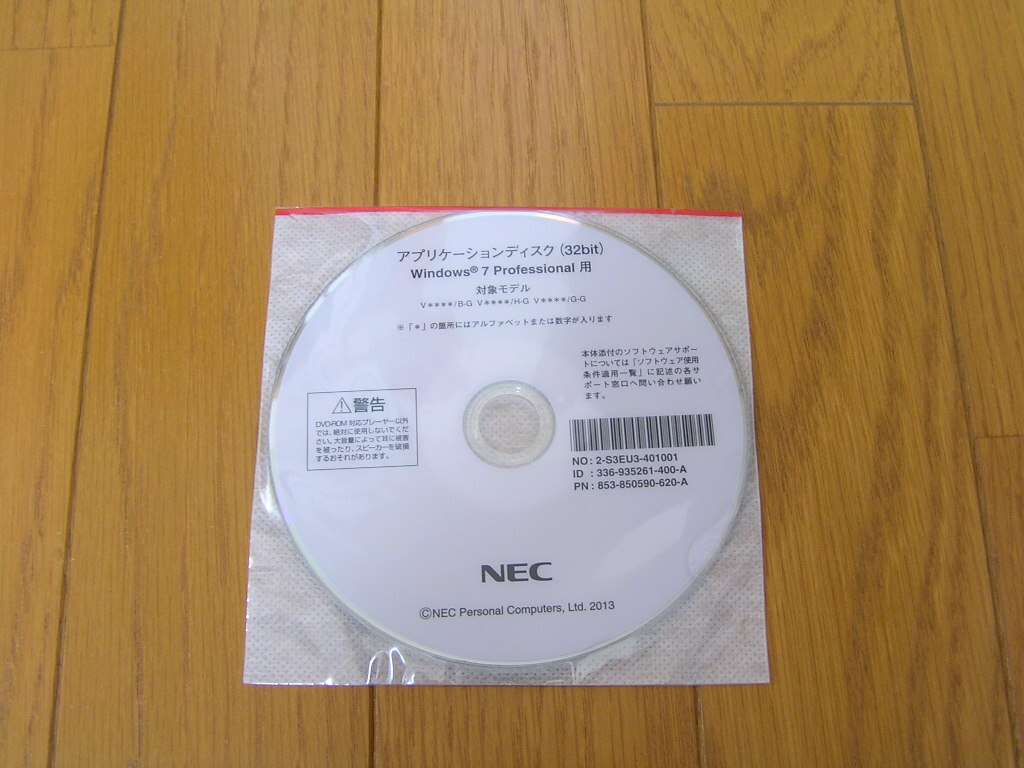 アプリケーションディスク(32bit)
Windows® 7 Professional 用
対象モデル
V****/B-G V****/H-G V****/G-G
※「*」の箇所にはアルファベットまたは数字が入ります
本体添付のソフトウェアサポー
トについては「ソフトウェア使用
条件適用一覧」に記述の各サ
ポート窓口へ問い合わせ願い
ます。
⚠警告
DVD-ROM 対応プレーヤー以外
では、絶対に使用しないでくだ
さい。大音量によって耳に被害
を被ったり、スピーカーを破損
するおそれがあります。
NO : 2-S3EU3-401001
ID : 336-935261-400-A
PN : 853-850590-620-A
NEC
©NEC Personal Computers, Ltd. 2013